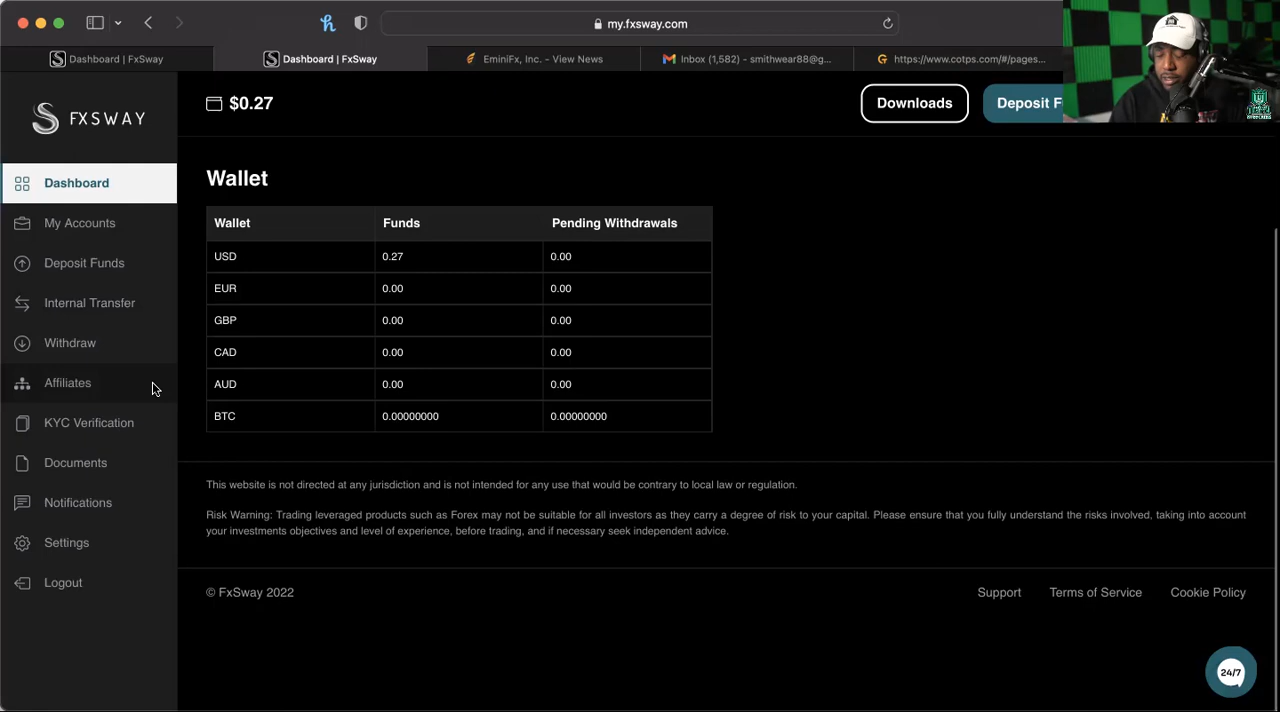 my.fxsway.com
Dashboard | FxSway
Dashboard | FxSway
EminiFx, Inc. - View News
Inbox (1,582) - smithwear88@g...
https://www.cotps.com/#/pages...
FXSWAY
$0.27
Downloads
Deposit F
Dashboard
My Accounts
Deposit Funds
Internal Transfer
Withdraw
Affiliates
KYC Verification
Documents
Notifications
Settings
Logout
Wallet
Wallet Funds Pending Withdrawals
USD 0.27 0.00
EUR 0.00 0.00
GBP 0.00 0.00
CAD 0.00 0.00
AUD 0.00 0.00
BTC 0.00000000 0.00000000
This website is not directed at any jurisdiction and is not intended for any use that would be contrary to local law or regulation.
Risk Warning: Trading leveraged products such as Forex may not be suitable for all investors as they carry a degree of risk to your capital. Please ensure that you fully understand the risks involved, taking into account
your investments objectives and level of experience, before trading, and if necessary seek independent advice.
© FxSway 2022
Support Terms of Service Cookie Policy
24/7